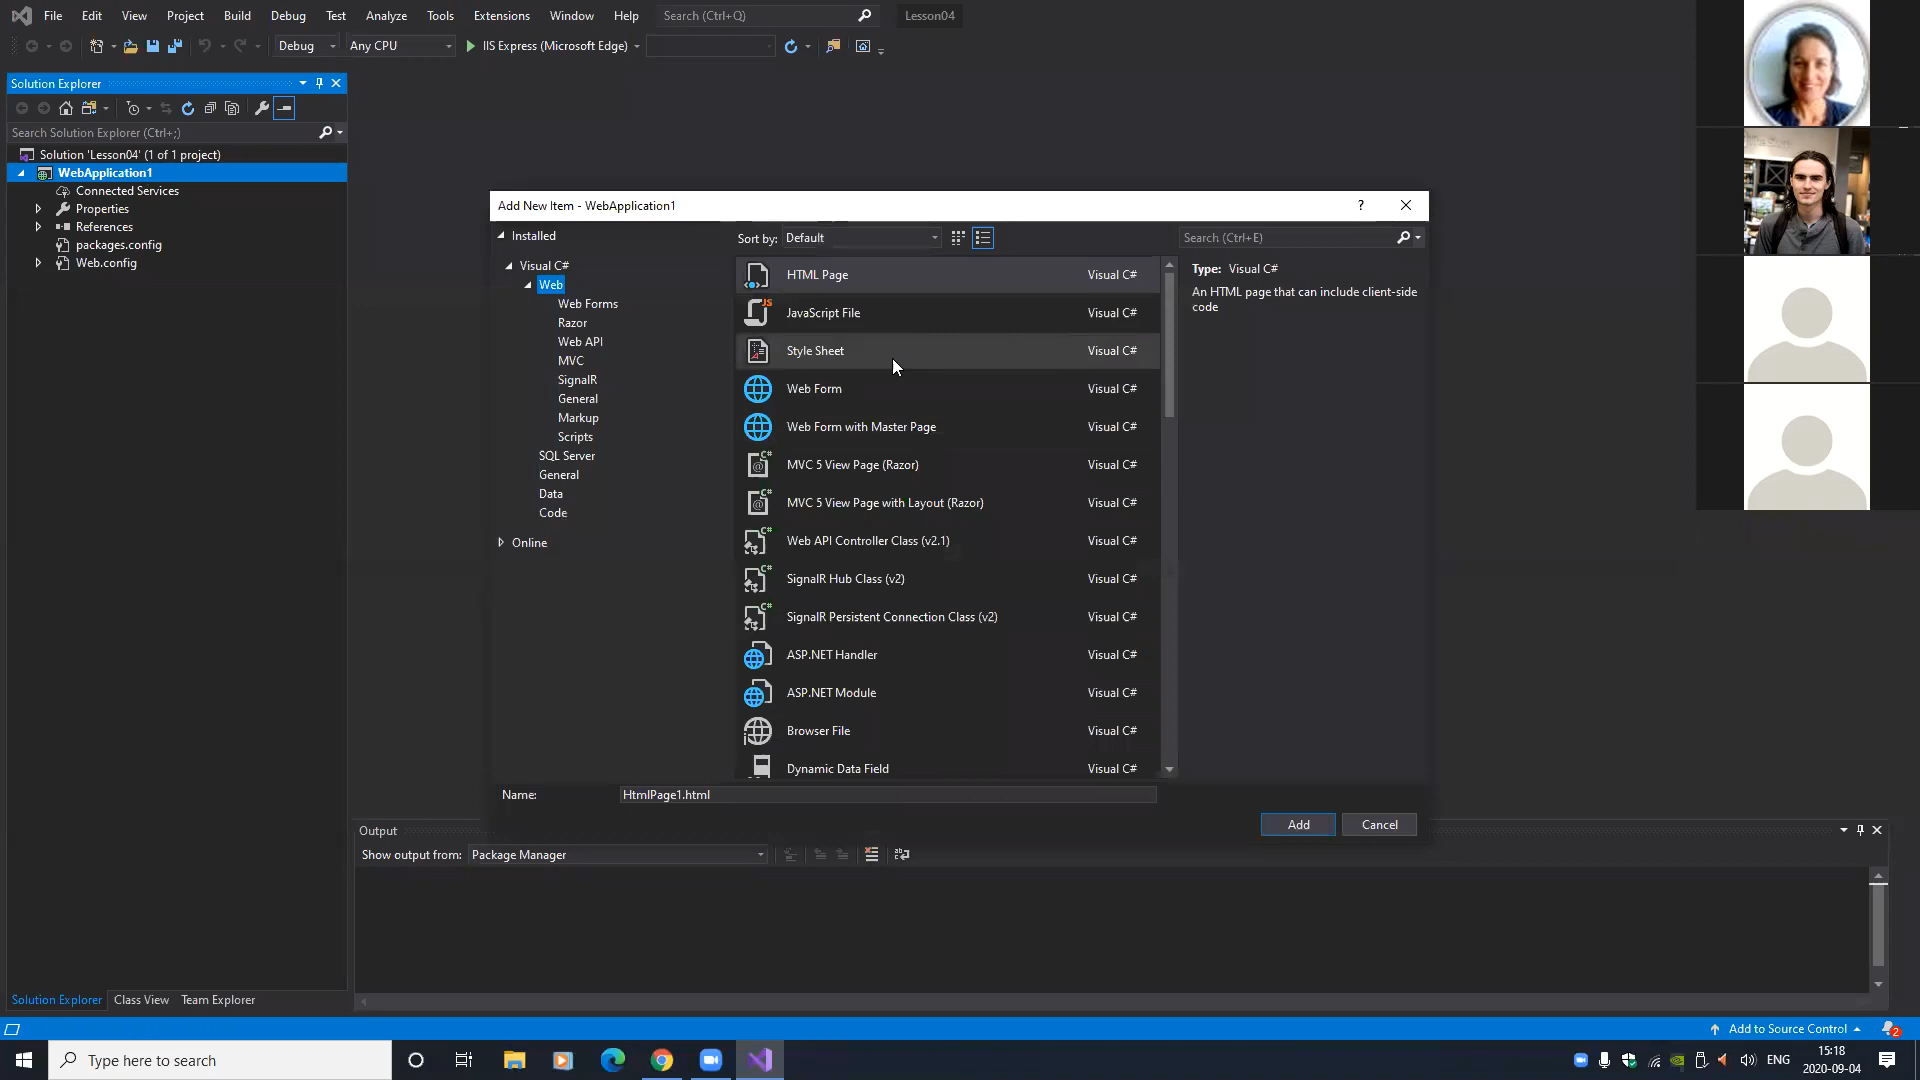 File Edit View Project Build Debug Test Analyze Tools Extensions Window Help Search (Ctrl+Q) Lesson04
Debug Any CPU IIS Express (Microsoft Edge)
Solution Explorer
Search Solution Explorer (Ctrl+;)
Solution 'Lesson04' (1 of 1 project)
WebApplication1
Connected Services
Properties
References
packages.config
Web.config
Add New Item - WebApplication1
Installed
Visual C#
Web
Web Forms
Razor
Web API
MVC
SignalR
General
Markup
Scripts
SQL Server
General
Data
Code
Online
Sort by: Default
Search (Ctrl+E)
HTML Page Visual C#
JavaScript File Visual C#
Style Sheet Visual C#
Web Form Visual C#
Web Form with Master Page Visual C#
MVC 5 View Page (Razor) Visual C#
MVC 5 View Page with Layout (Razor) Visual C#
Web API Controller Class (v2.1) Visual C#
SignalR Hub Class (v2) Visual C#
SignalR Persistent Connection Class (v2) Visual C#
ASP.NET Handler Visual C#
ASP.NET Module Visual C#
Browser File Visual C#
Dynamic Data Field Visual C#
Type: Visual C#
An HTML page that can include client-side
code
Name: HtmlPage1.html
Add Cancel
Output
Show output from: Package Manager
Solution Explorer Class View Team Explorer
Add to Source Control 2
Type here to search
ENG
15:18
2020-09-04